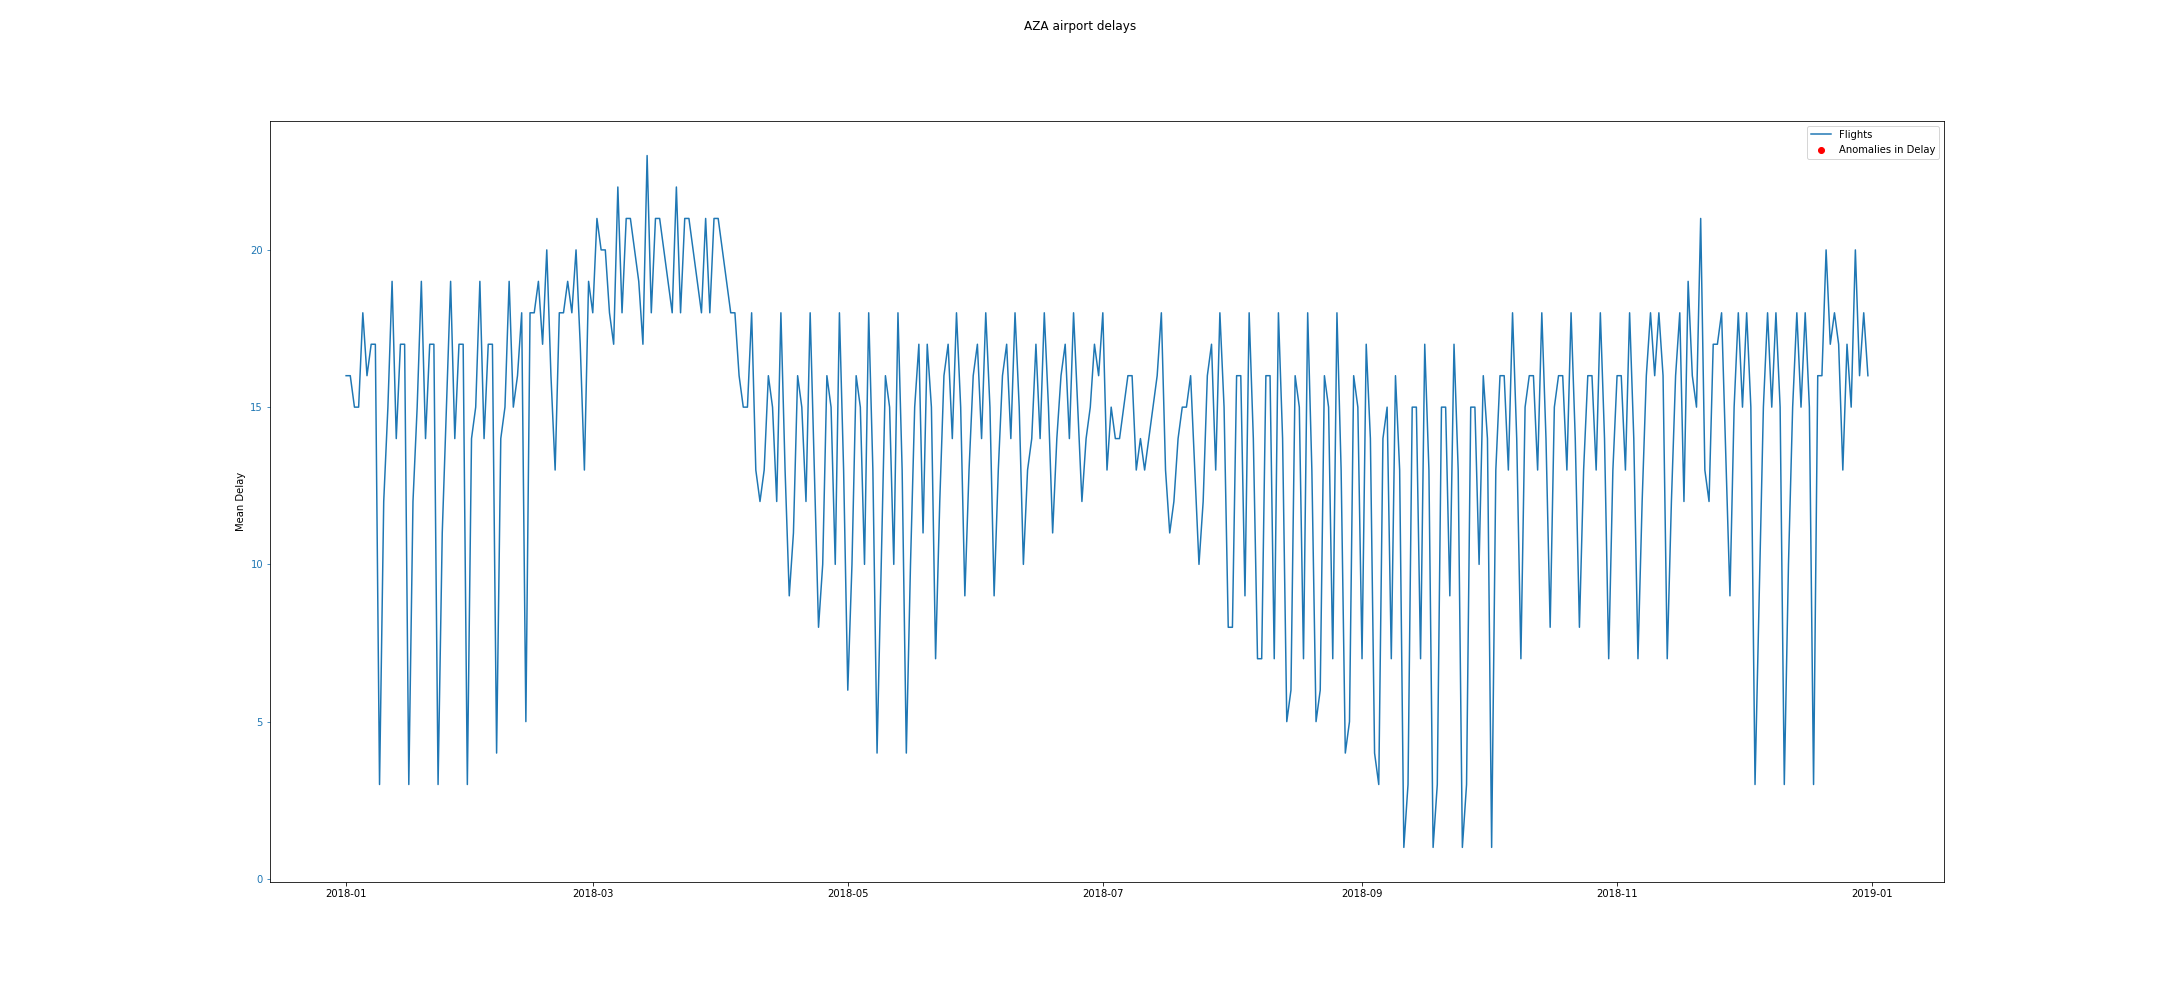 AZA airport delays
Flights
Anomalies in Delay
Mean Delay
20
15
10
5
0
2018-01 2018-03 2018-05 2018-07 2018-09 2018-11 2019-01